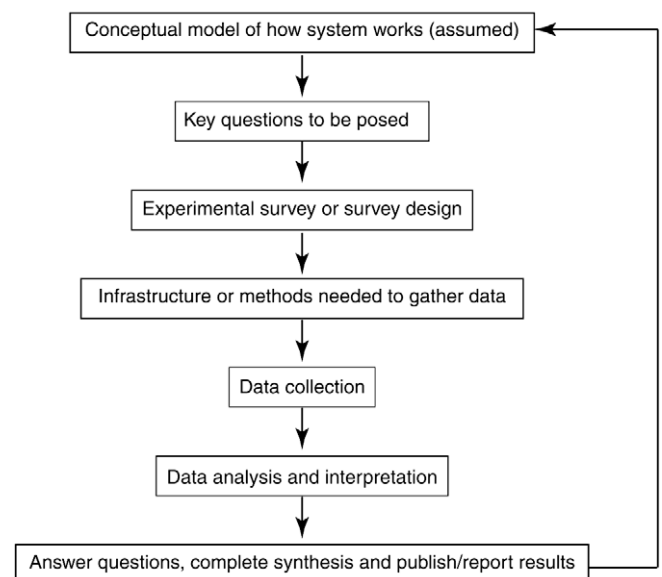 Conceptual model of how system works (assumed)
Key questions to be posed
Experimental survey or survey design
Infrastructure or methods needed to gather data
Data collection
Data analysis and interpretation
Answer questions, complete synthesis and publish/report results